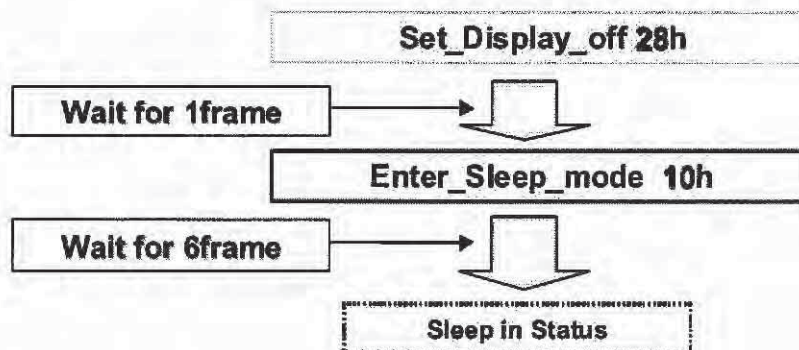 Set_Display_off 28h
Wait for 1frame
Enter_Sleep_mode 10h
Wait for 6frame
Sleep in Status